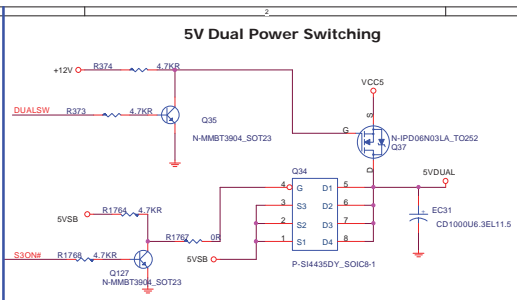 2
5V Dual Power Switching
+12V R374 4.7KR
VCC5
DUALSW R373 4.7KR
Q35
N-MMBT3904_SOT23
S
G N-IPD06N03LA_TO252
Q37
D
Q34
5VDUAL
4 G D1 5
3 S3 D2 6
2 S2 D3 7
1 S1 D4 8
EC31
CD1000U6.3EL11.5
5VSB R1764 4.7KR
R1767 0R
5VSB
S3ON# R1768 4.7KR
Q127
N-MMBT3904_SOT23
P-SI4435DY_SOIC8-1